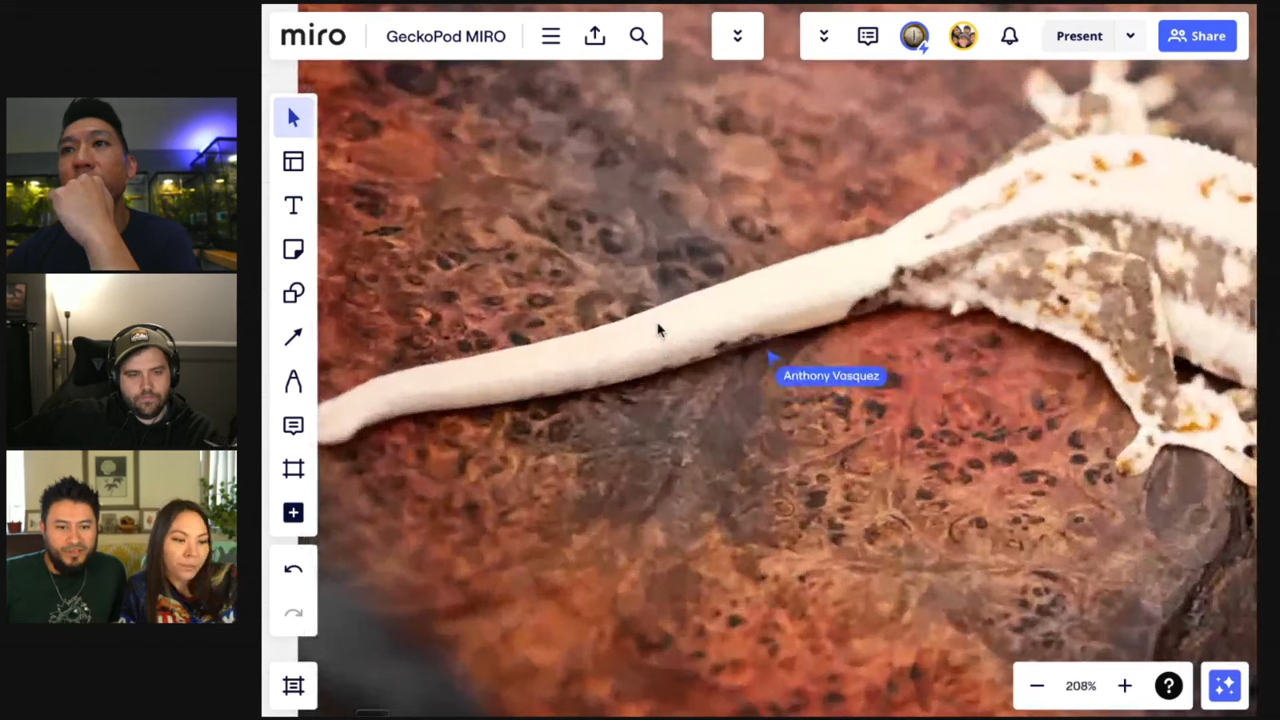 miro
GeckoPod MIRO
Present
Share
Anthony Vasquez
208%